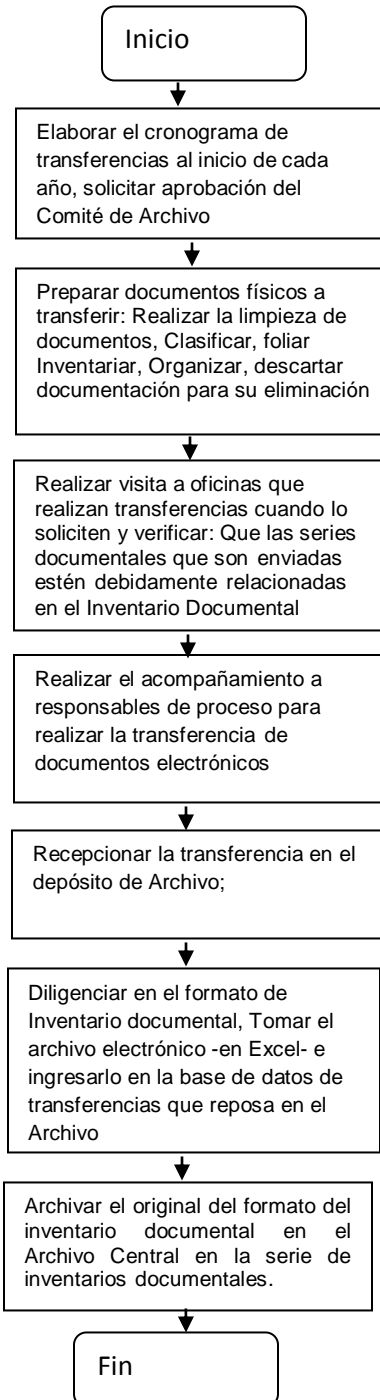 Inicio
Elaborar el cronograma de
transferencias al inicio de cada
año, solicitar aprobación del
Comité de Archivo
Preparar documentos físicos a
transferir: Realizar la limpieza de
documentos, Clasificar, foliar
Inventariar, Organizar, descartar
documentación para su eliminación
Realizar visita a oficinas que
realizan transferencias cuando lo
soliciten y verificar: Que las series
documentales que son enviadas
estén debidamente relacionadas
en el Inventario Documental
Realizar el acompañamiento a
responsables de proceso para
realizar la transferencia de
documentos electrónicos
Recepcionar la transferencia en el
depósito de Archivo;
Diligenciar en el formato de
Inventario documental, Tomar el
archivo electrónico -en Excel- e
ingresarlo en la base de datos de
transferencias que reposa en el
Archivo
Archivar el original del formato del
inventario documental en el
Archivo Central en la serie de
inventarios documentales.
Fin